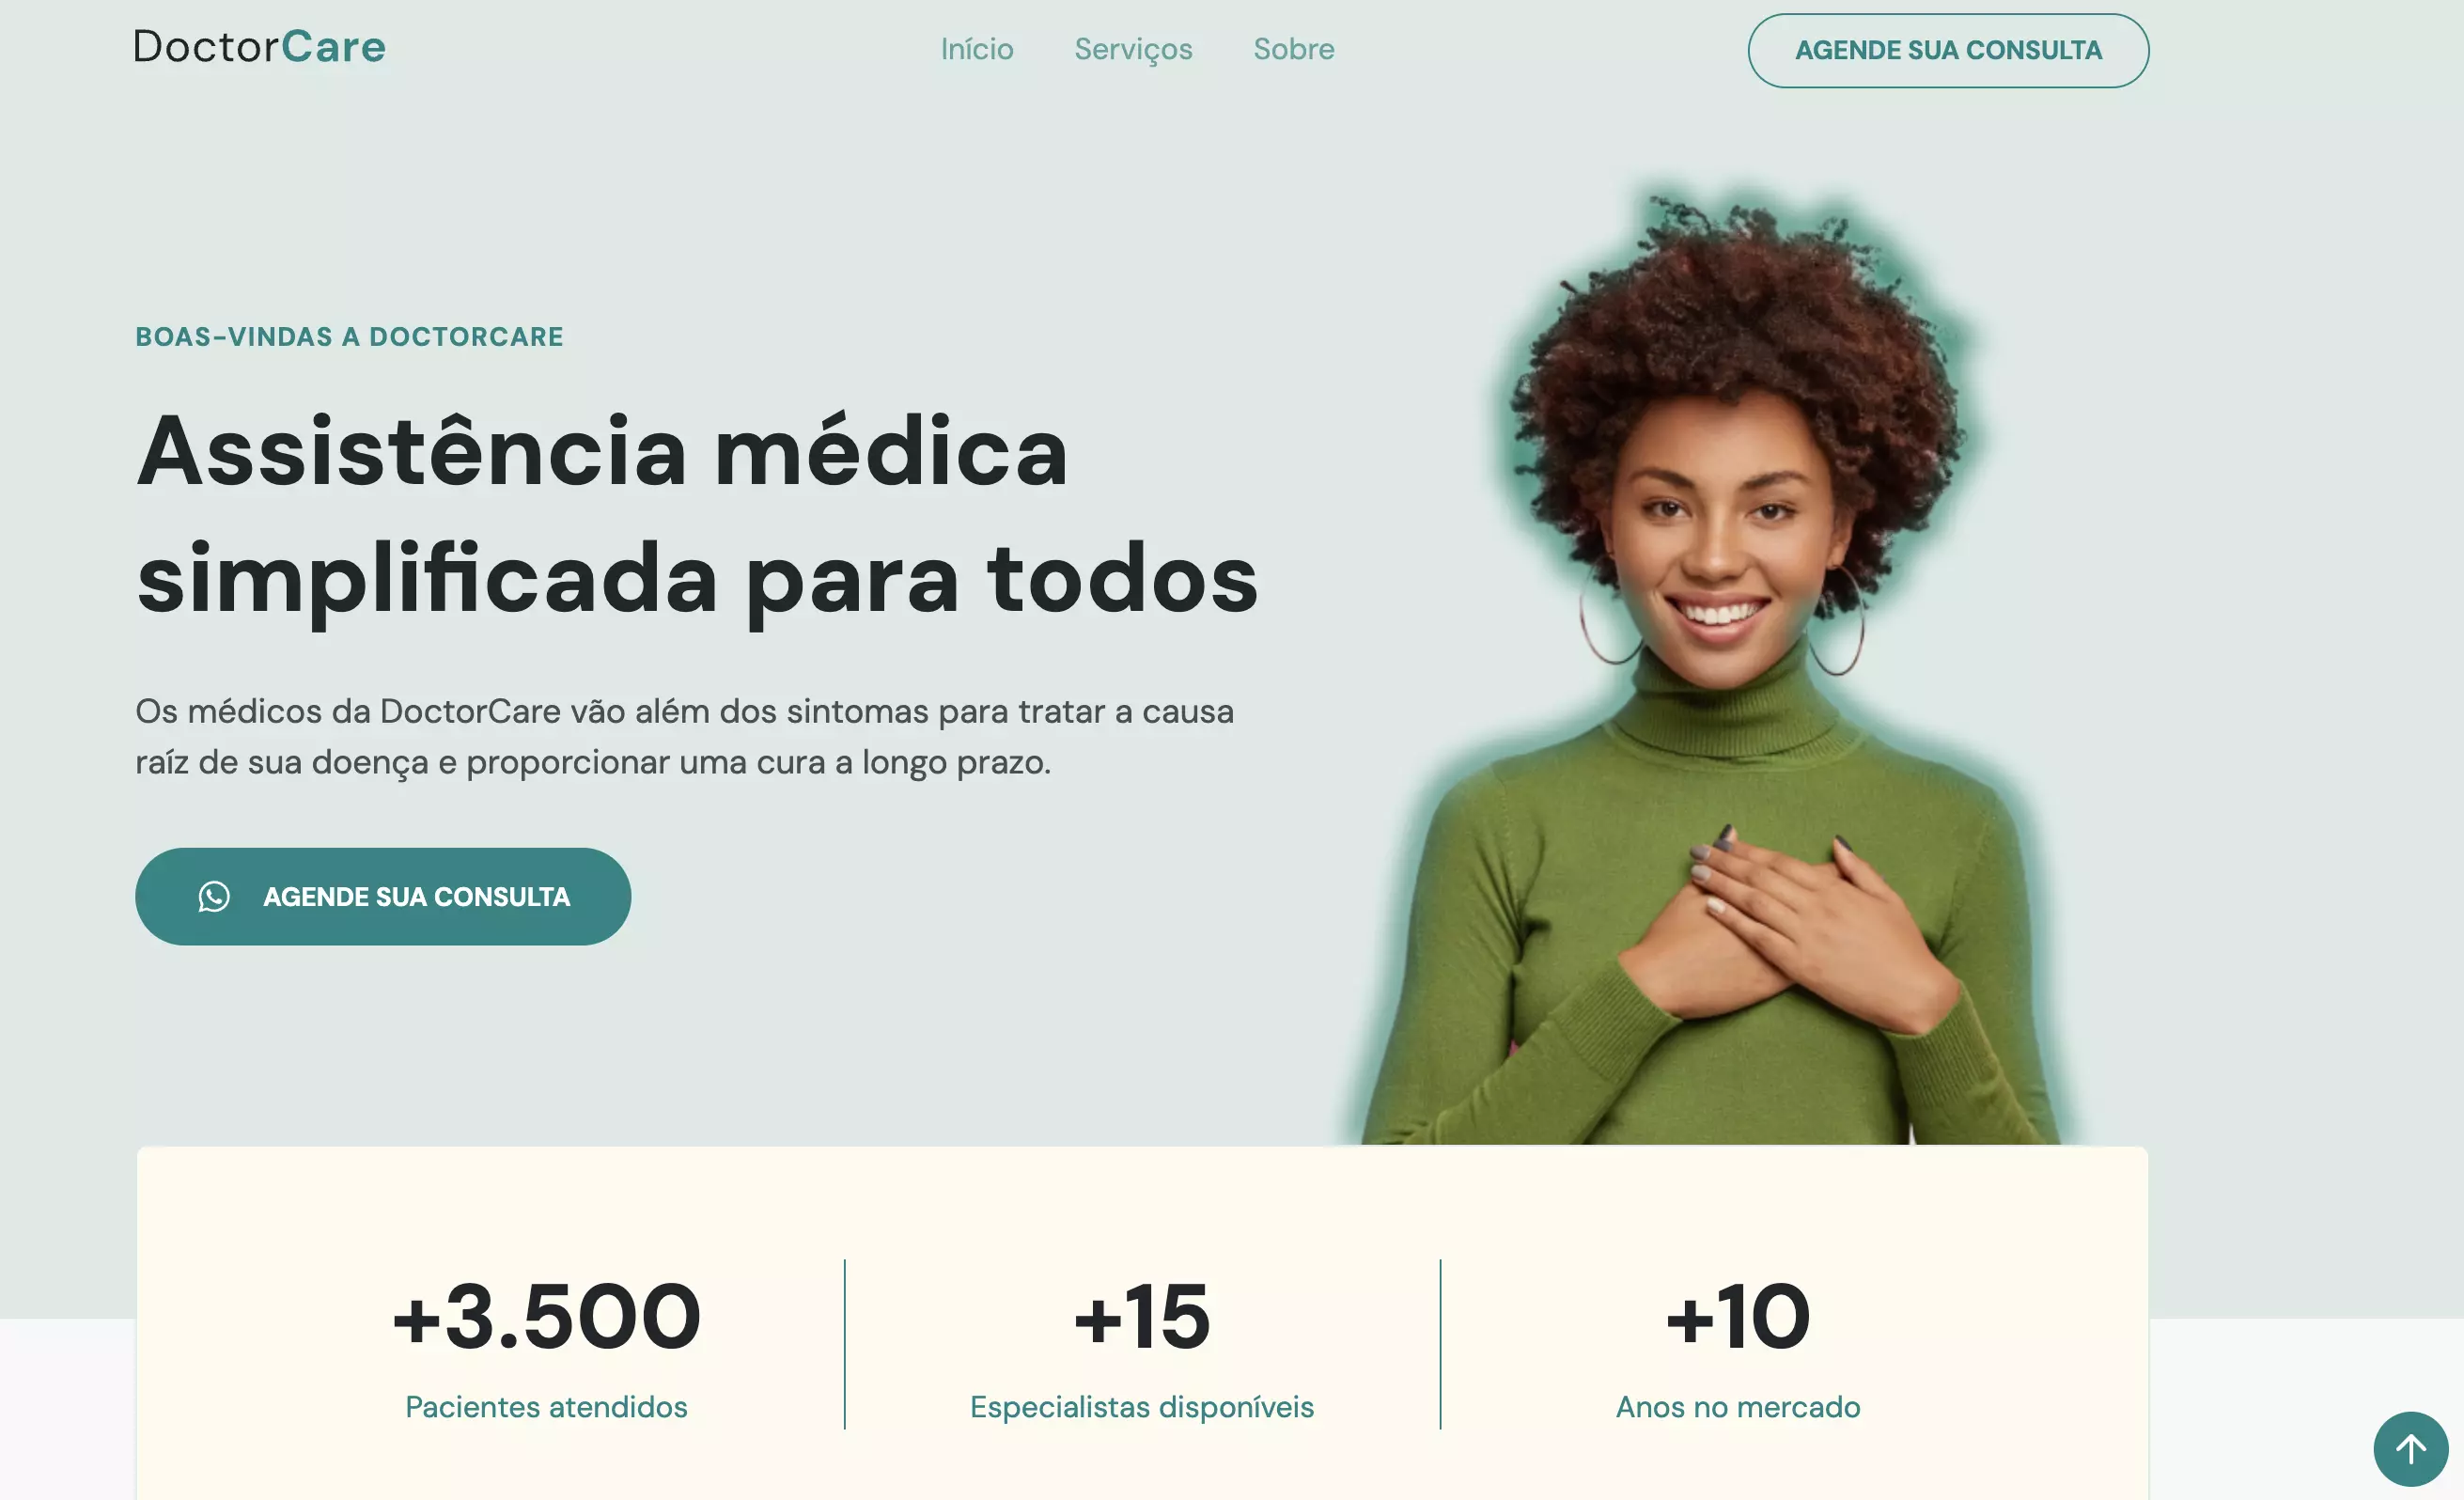 DoctorCare
Início
Serviços
Sobre
AGENDE SUA CONSULTA
BOAS-VINDAS A DOCTORCARE
Assistência médica
simplificada para todos
Os médicos da DoctorCare vão além dos sintomas para tratar a causa
raíz de sua doença e proporcionar uma cura a longo prazo.
AGENDE SUA CONSULTA
+3.500
Pacientes atendidos
+15
Especialistas disponíveis
+10
Anos no mercado